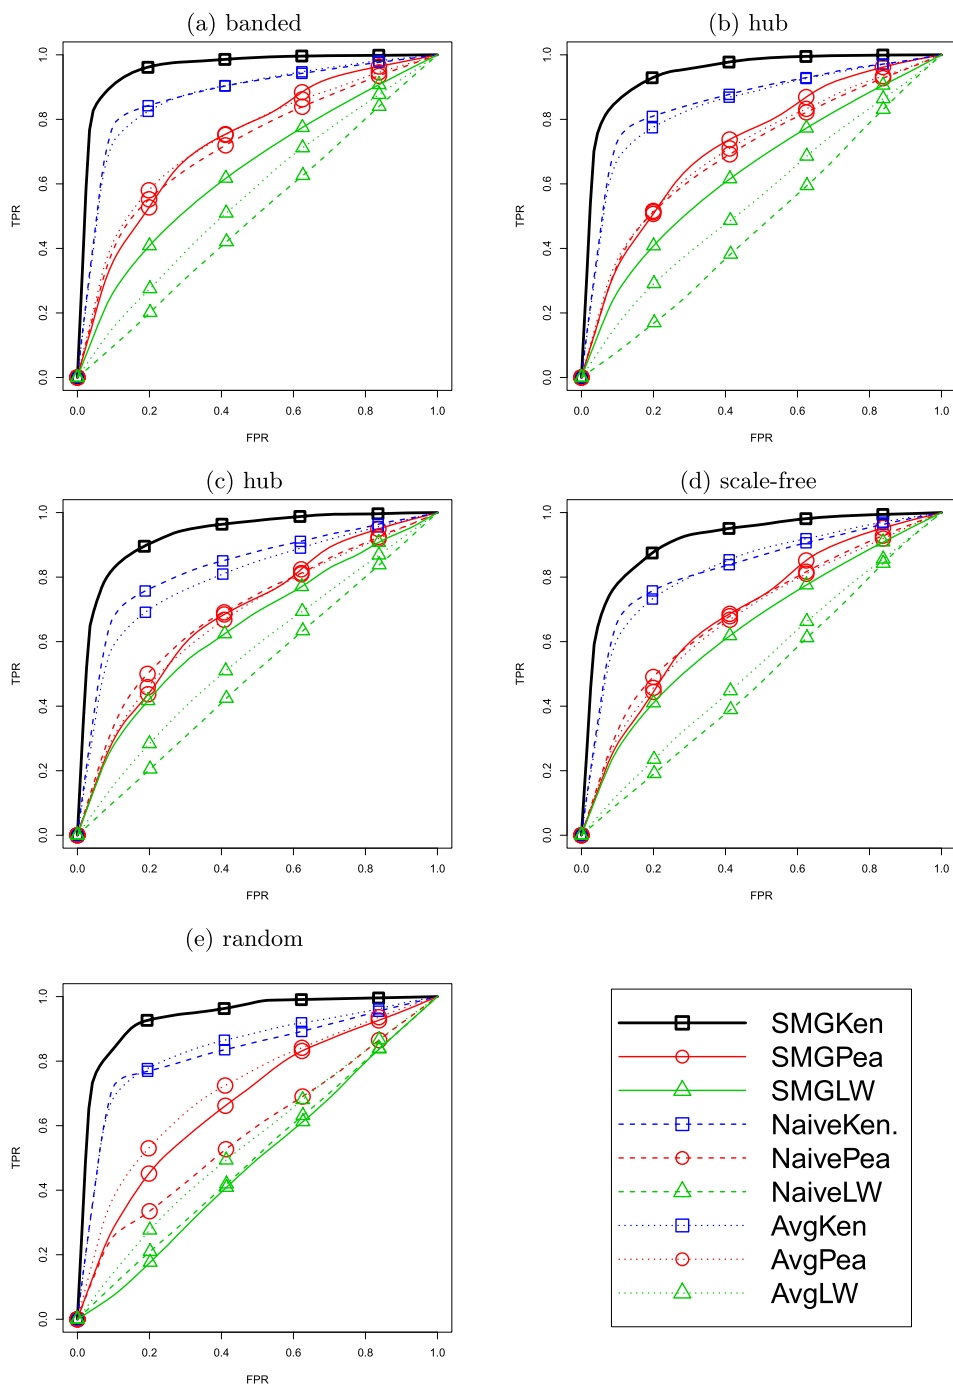 (a) banded
1.0
0.8
0.6
0.4
0.2
0.0
TPR
0.0 0.2 0.4 0.6 0.8 1.0
FPR
(b) hub
1.0
0.8
0.6
0.4
0.2
0.0
TPR
0.0 0.2 0.4 0.6 0.8 1.0
FPR
(c) hub
1.0
0.8
0.6
0.4
0.2
0.0
TPR
0.0 0.2 0.4 0.6 0.8 1.0
FPR
(d) scale-free
1.0
0.8
0.6
0.4
0.2
0.0
TPR
0.0 0.2 0.4 0.6 0.8 1.0
FPR
(e) random
1.0
0.8
0.6
0.4
0.2
0.0
TPR
0.0 0.2 0.4 0.6 0.8 1.0
FPR
SMGKen
SMGPea
SMGLW
NaiveKen.
NaivePea
NaiveLW
AvgKen
AvgPea
AvgLW